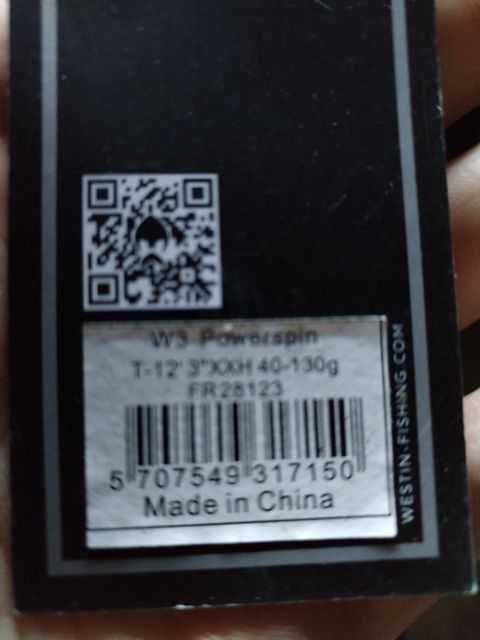 W3 Powerspin
T-12' 3"XXH 40-130g
FR28123
5 707549 317150
Made in China
WESTIN-FISHING.COM